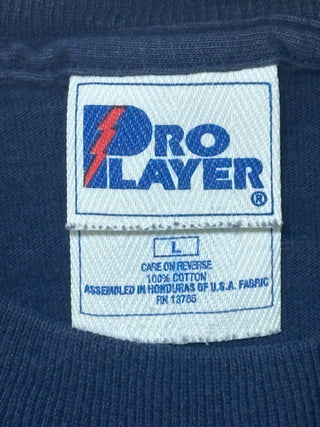 PRO
PLAYER®
L
CARE ON REVERSE
100% COTTON
ASSEMBLED IN HONDURAS OF U.S.A. FABRIC
RN 13765